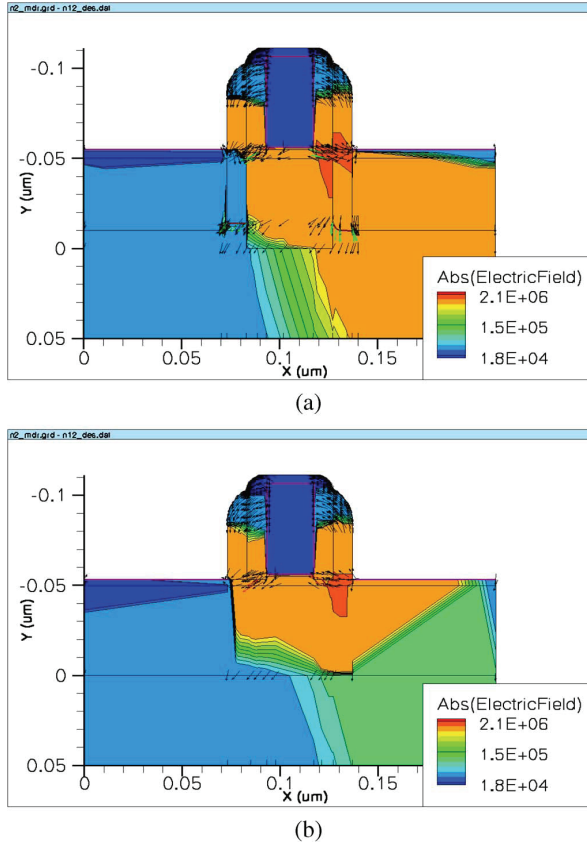 n2_mdr.grd - n12_des.dat
-0.1
-0.05
0
0.05
Y (um)
0
0.05
0.1
0.15
X (um)
Abs(ElectricField)
2.1E+06
1.5E+05
1.8E+04
(a)
n2_mdr.grd - n12_des.dat
-0.1
-0.05
0
0.05
Y (um)
0
0.05
0.1
0.15
X (um)
Abs(ElectricField)
2.1E+06
1.5E+05
1.8E+04
(b)